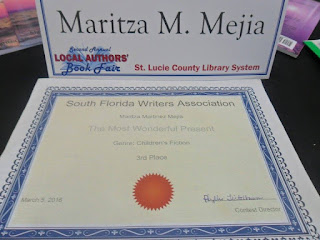 Maritza M. Mejia
Second Annual
LOCAL AUTHORS'
Book Fair
St. Lucie County Library System
South Florida Writers Association
Maritza Martinez Mejia
The Most Wonderful Present
Genre: Children's Fiction
3rd Place
March 5, 2016
Contest Director